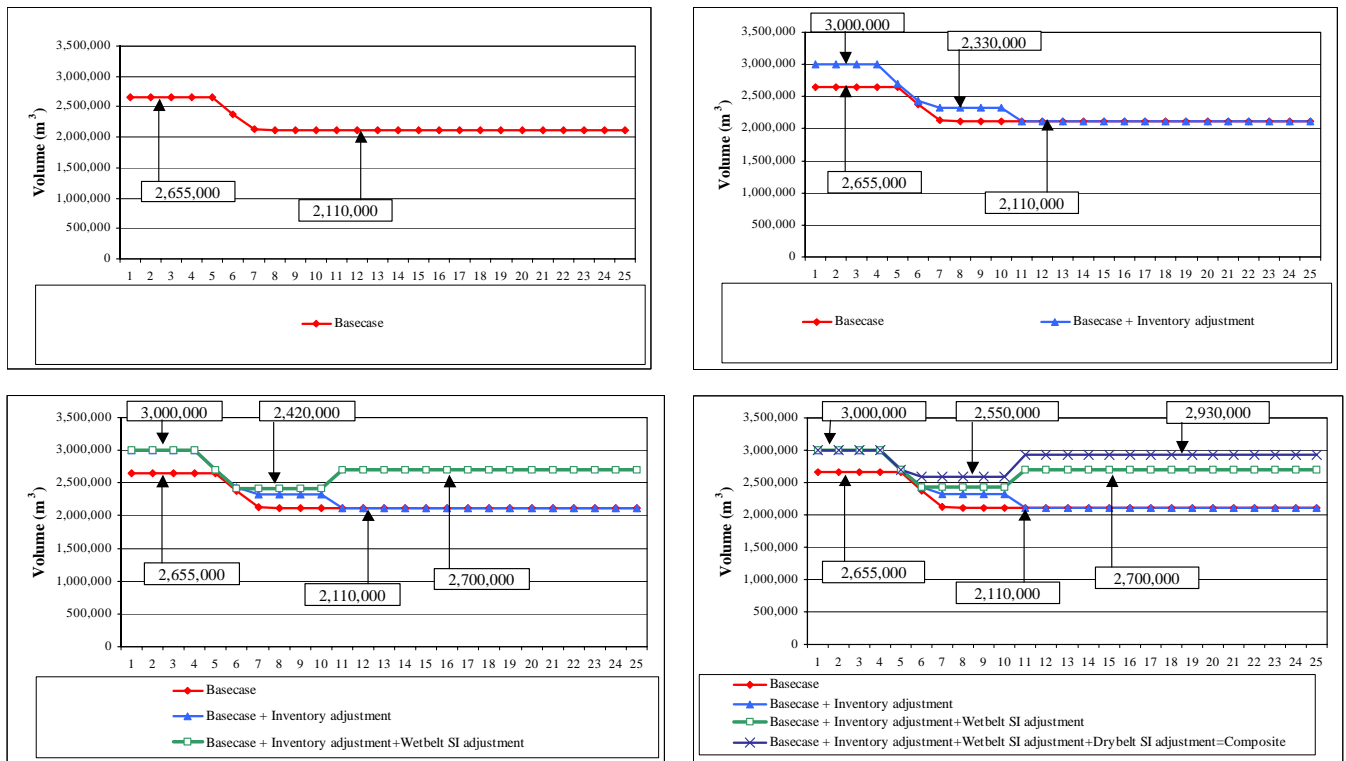 3,500,000
3,000,000
2,500,000
2,000,000
1,500,000
1,000,000
500,000
0
Volume (m 3)
2,655,000
2,110,000
1 2 3 4 5 6 7 8 9 10 11 12 13 14 15 16 17 18 19 20 21 22 23 24 25
Basecase
3,500,000
3,000,000
2,500,000
2,000,000
1,500,000
1,000,000
500,000
0
Volume (m 3)
3,000,000
2,330,000
2,655,000
2,110,000
1 2 3 4 5 6 7 8 9 10 11 12 13 14 15 16 17 18 19 20 21 22 23 24 25
Basecase
Basecase + Inventory adjustment
3,500,000
3,000,000
2,500,000
2,000,000
1,500,000
1,000,000
500,000
0
Volume (m 3)
3,000,000
2,420,000
2,655,000
2,110,000
2,700,000
1 2 3 4 5 6 7 8 9 10 11 12 13 14 15 16 17 18 19 20 21 22 23 24 25
Basecase
Basecase + Inventory adjustment
Basecase + Inventory adjustment+Wetbelt SI adjustment
3,500,000
3,000,000
2,500,000
2,000,000
1,500,000
1,000,000
500,000
0
Volume (m 3)
3,000,000
2,550,000
2,930,000
2,655,000
2,110,000
2,700,000
1 2 3 4 5 6 7 8 9 10 11 12 13 14 15 16 17 18 19 20 21 22 23 24 25
Basecase
Basecase + Inventory adjustment
Basecase + Inventory adjustment+Wetbelt SI adjustment
Basecase + Inventory adjustment+Wetbelt SI adjustment+Drybelt SI adjustment=Composite